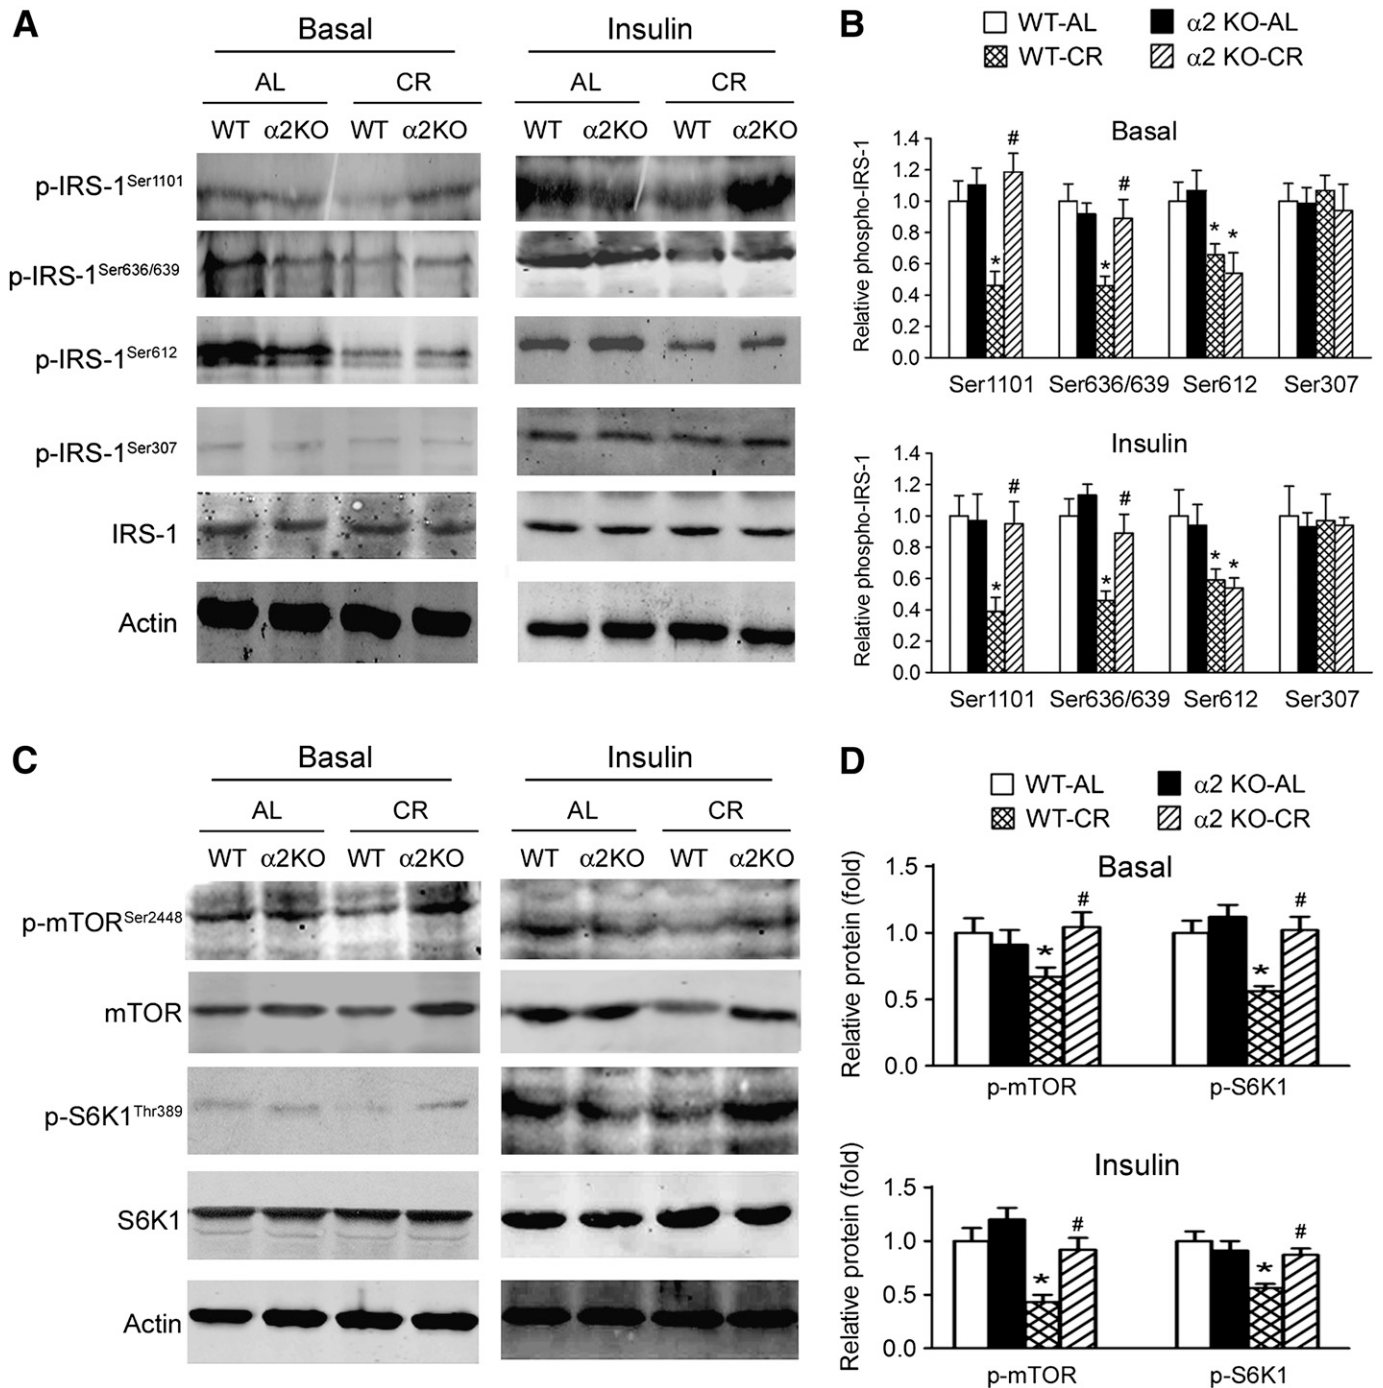 A
Basal
Insulin
AL
CR
AL
CR
WT
α2KO
WT
α2KO
WT
α2KO
WT
α2KO
p-IRS-1Ser1101
p-IRS-1Ser636/639
p-IRS-1Ser612
p-IRS-1Ser307
IRS-1
Actin
B
WT-AL
α2 KO-AL
WT-CR
α2 KO-CR
Basal
Relative phospho-IRS-1
1.4
1.2
1.0
0.8
0.6
0.4
0.2
0.0
*
#
*
#
*
*
Ser1101
Ser636/639
Ser612
Ser307
Insulin
Relative phospho-IRS-1
1.4
1.2
1.0
0.8
0.6
0.4
0.2
0.0
*
#
*
#
*
*
Ser1101
Ser636/639
Ser612
Ser307
C
Basal
Insulin
AL
CR
AL
CR
WT
α2KO
WT
α2KO
WT
α2KO
WT
α2KO
p-mTORSer2448
mTOR
p-S6K1Thr389
S6K1
Actin
D
WT-AL
α2 KO-AL
WT-CR
α2 KO-CR
Basal
Relative protein (fold)
1.5
1.0
0.5
0.0
*
#
*
#
p-mTOR
p-S6K1
Insulin
Relative protein (fold)
1.5
1.0
0.5
0.0
*
#
*
#
p-mTOR
p-S6K1